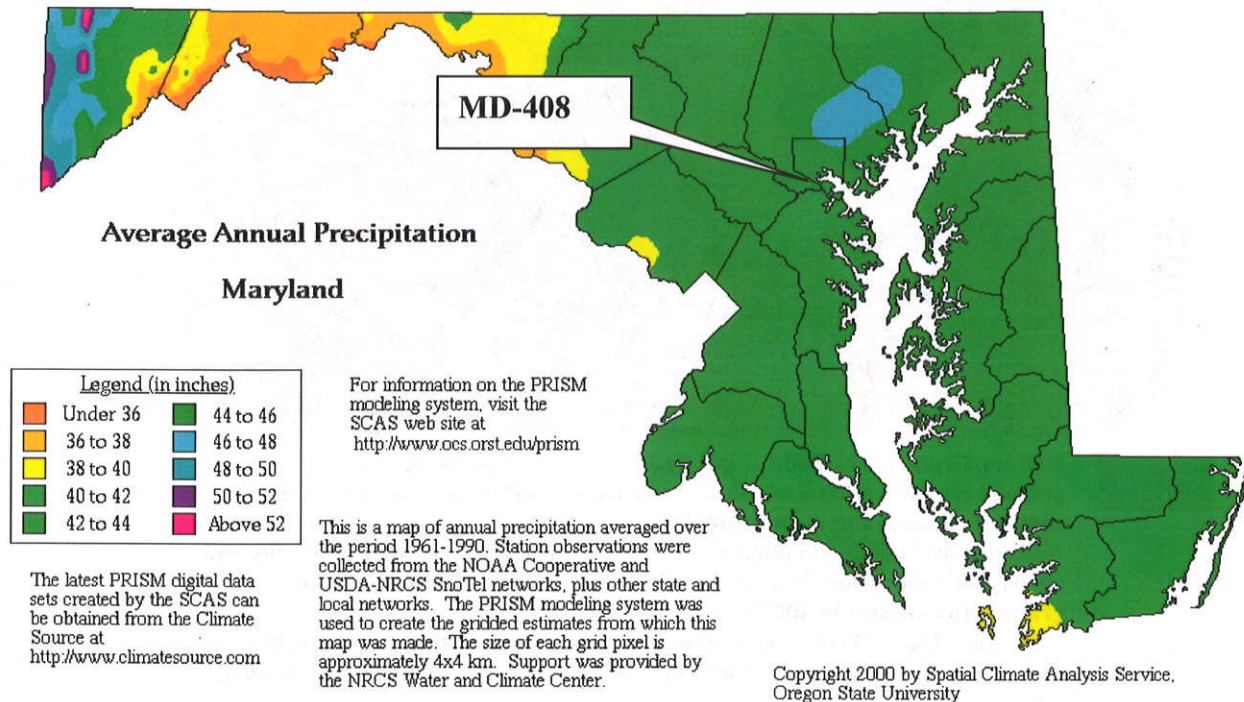 MD-408
Average Annual Precipitation
Maryland
Legend (in inches)
Under 36
36 to 38
38 to 40
40 to 42
42 to 44
44 to 46
46 to 48
48 to 50
50 to 52
Above 52
For information on the PRISM
modeling system, visit the
SCAS web site at
http://www.ocs.orst.edu/prism
The latest PRISM digital data
sets created by the SCAS can
be obtained from the Climate
Source at
http://www.climatesource.com
This is a map of annual precipitation averaged over
the period 1961-1990. Station observations were
collected from the NOAA Cooperative and
USDA-NRCS SnoTel networks, plus other state and
local networks. The PRISM modeling system was
used to create the gridded estimates from which this
map was made. The size of each grid pixel is
approximately 4x4 km. Support was provided by
the NRCS Water and Climate Center.
Copyright 2000 by Spatial Climate Analysis Service,
Oregon State University